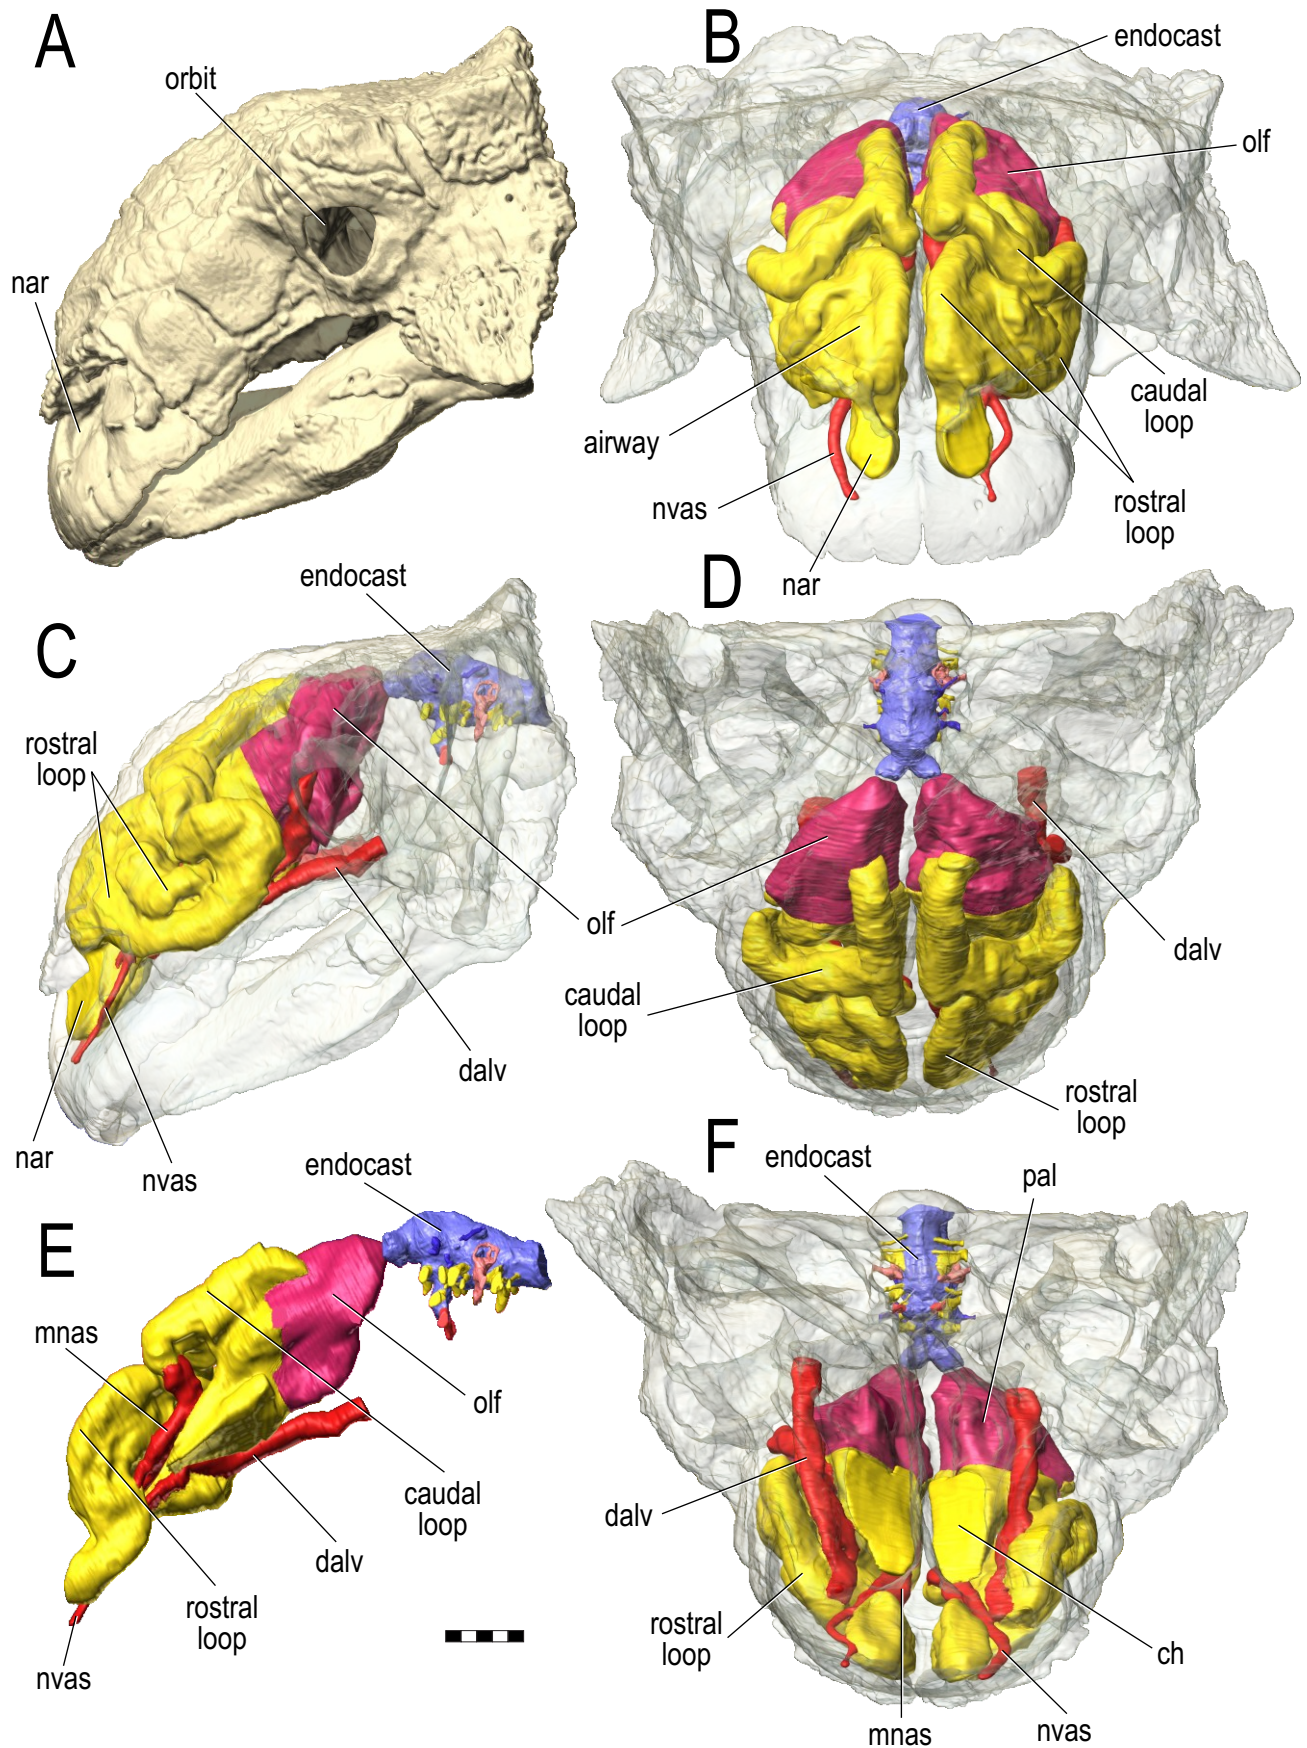 A
orbit
nar
B
endocast
olf
caudal
loop
airway
nvas
rostral
loop
nar
C
endocast
rostral
loop
olf
dalv
nar
nvas
D
dalv
caudal
loop
rostral
loop
E
endocast
mnas
olf
caudal
loop
dalv
rostral
loop
nvas
F
endocast
pal
dalv
rostral
loop
ch
mnas
nvas